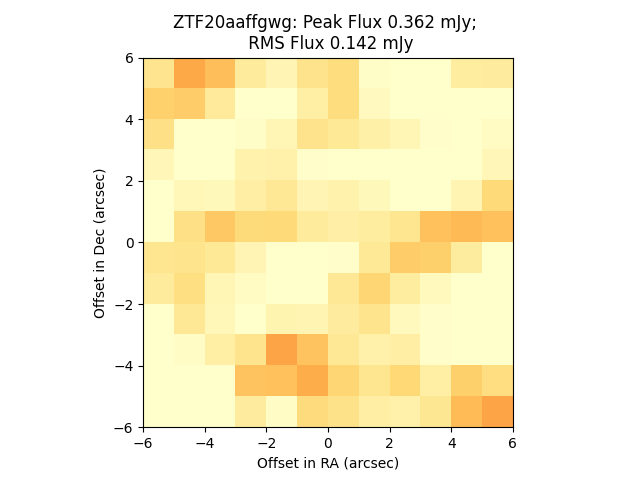 ZTF20aaffgwg: Peak Flux 0.362 mJy;
RMS Flux 0.142 mJy
6
4
2
0
−2
−4
−6
Offset in Dec (arcsec)
−6 −4 −2 0 2 4 6
Offset in RA (arcsec)